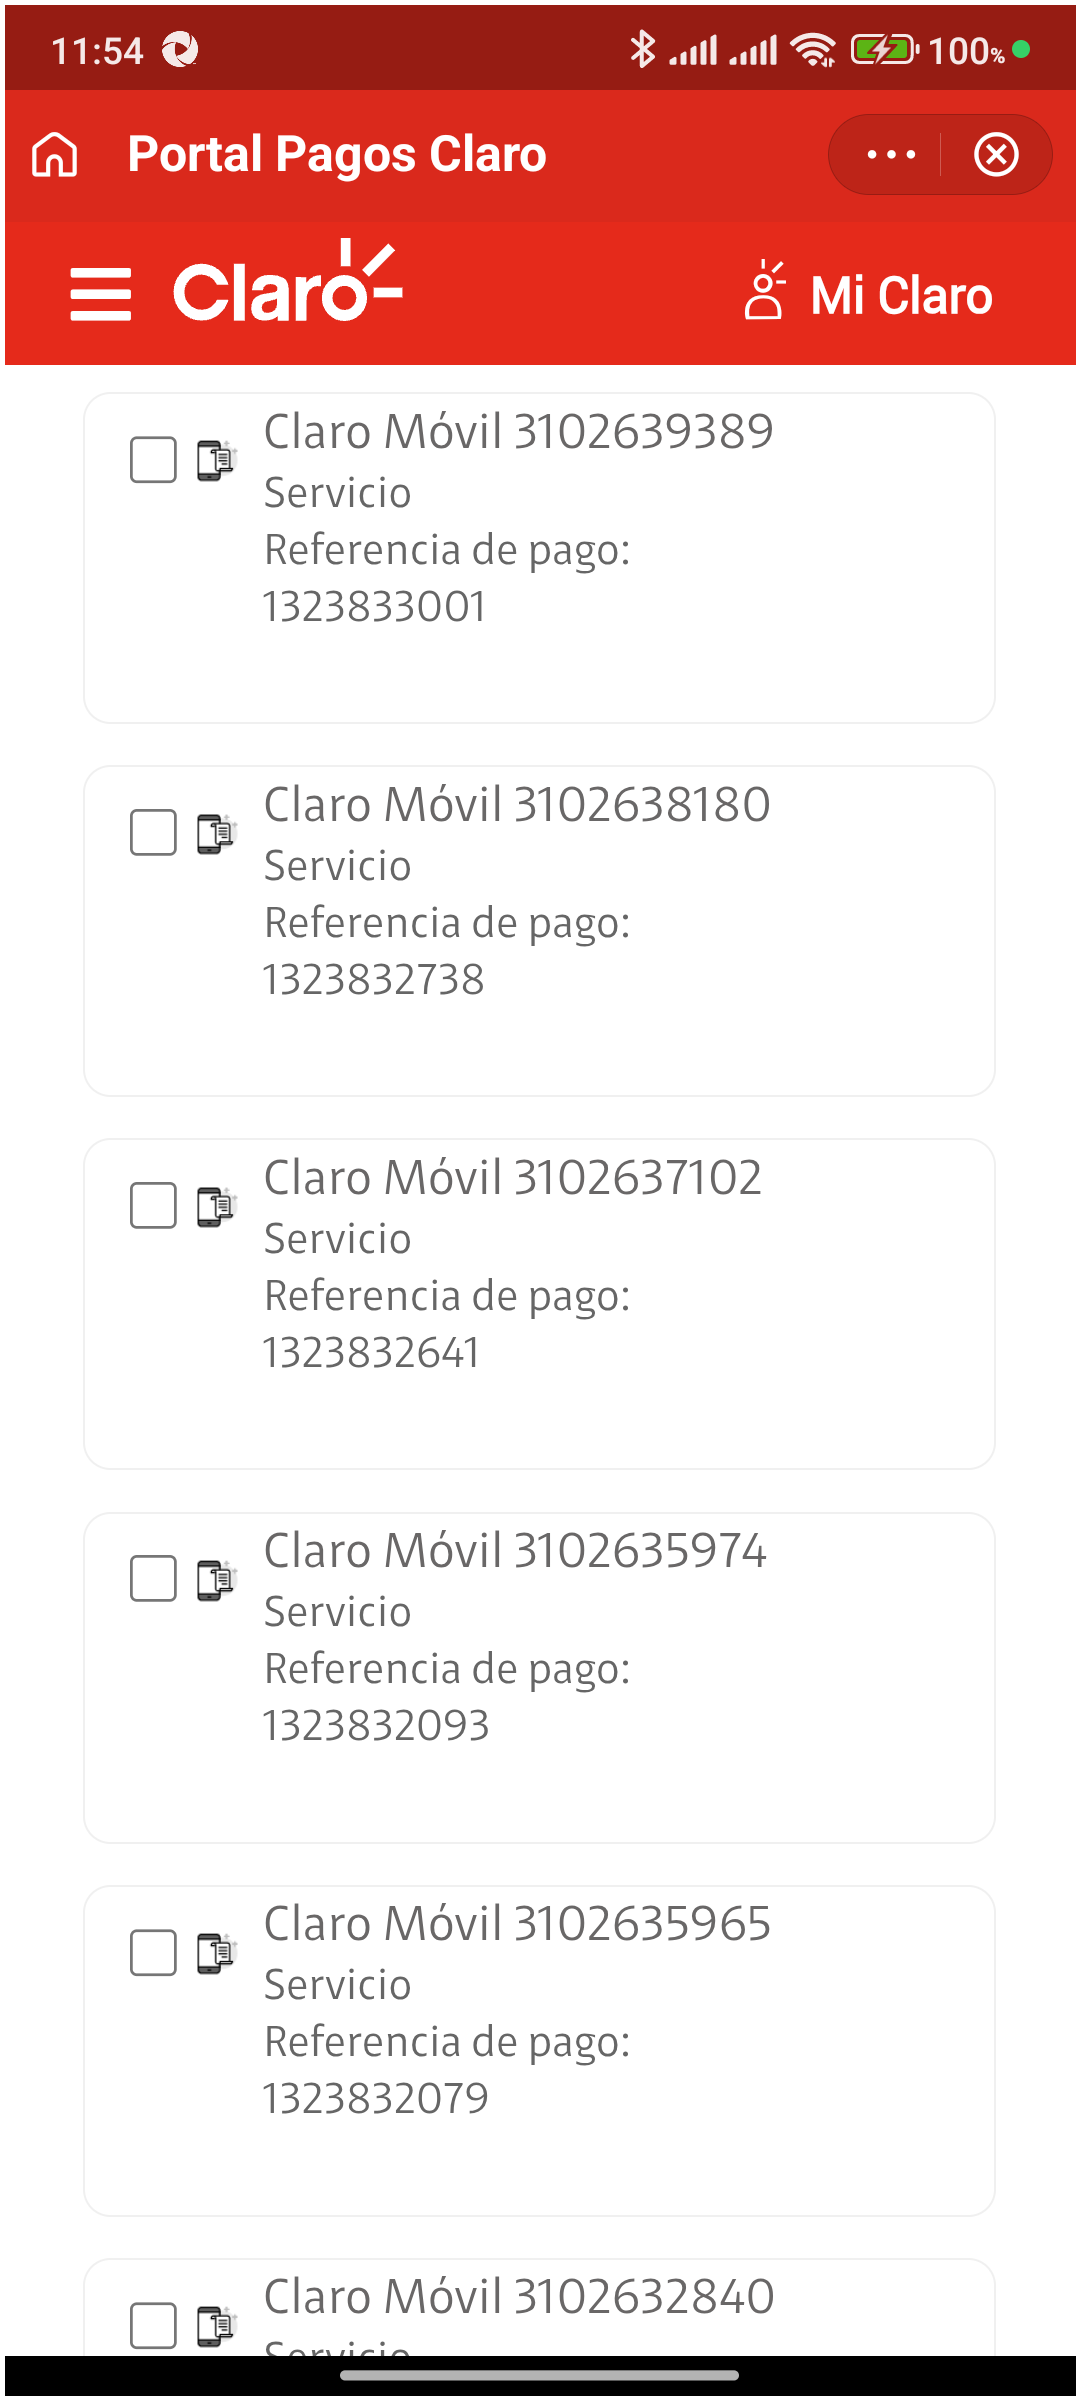 11:54
100%
Portal Pagos Claro
Claro
Mi Claro
Claro Móvil 3102639389
Servicio
Referencia de pago:
1323833001
Claro Móvil 3102638180
Servicio
Referencia de pago:
1323832738
Claro Móvil 3102637102
Servicio
Referencia de pago:
1323832641
Claro Móvil 3102635974
Servicio
Referencia de pago:
1323832093
Claro Móvil 3102635965
Servicio
Referencia de pago:
1323832079
Claro Móvil 3102632840
Servicio